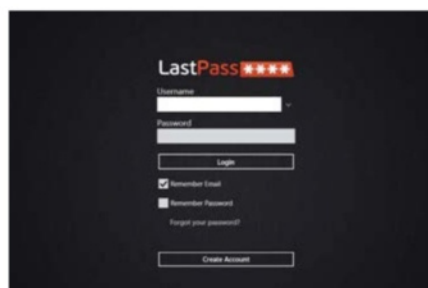 LastPass ****
Username
Password
Login
Remember Email
Remember Password
Forgot your password?
Create Account